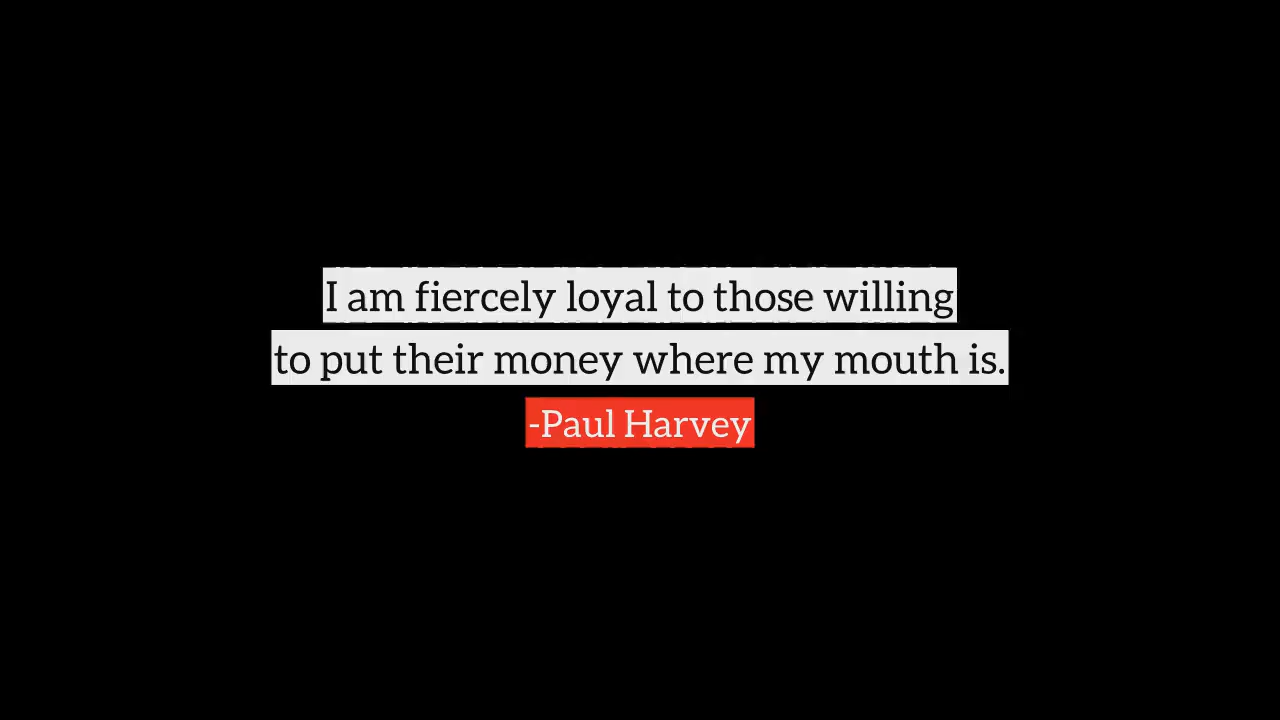 I am fiercely loyal to those willing
to put their money where my mouth is.
-Paul Harvey